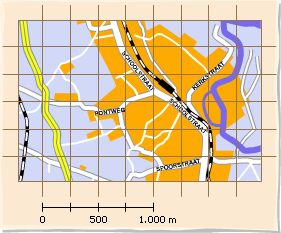 SCHOOLSTRAAT
KERKSTRAAT
SCHOOLSTRAAT
PONTWEG
SPOORSTRAAT
0 500 1.000 m